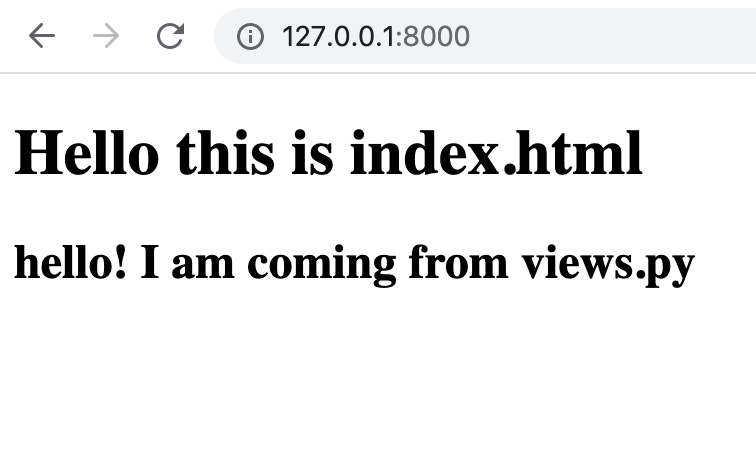 127.0.0.1:8000
Hello this is index.html
hello! I am coming from views.py